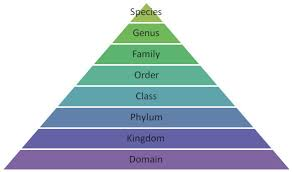 Species
Genus
Family
Order
Class
Phylum
Kingdom
Domain